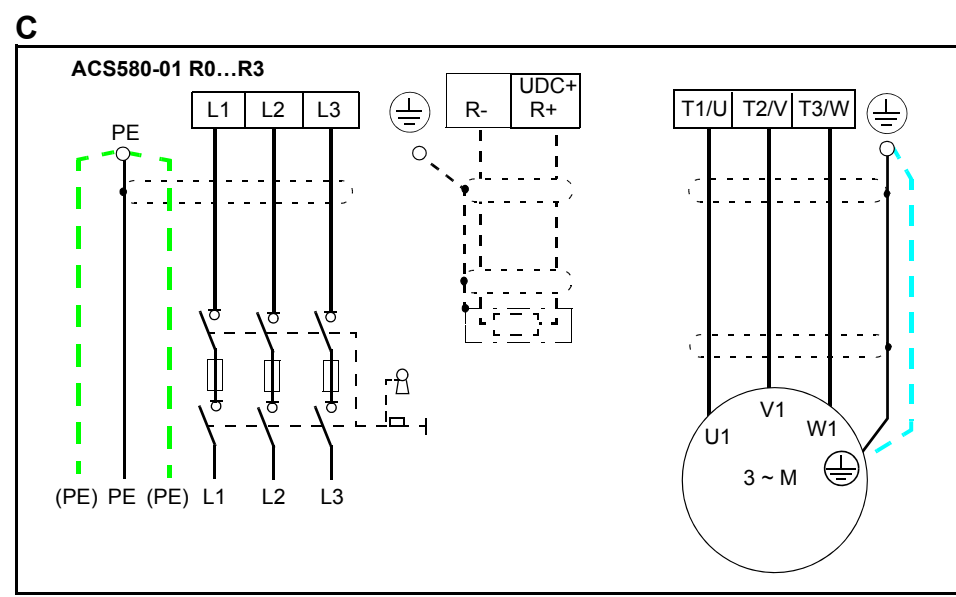 C
ACS580-01 R0…R3
L1 L2 L3
R- UDC+
R+
T1/U T2/V T3/W
PE
U1 V1 W1
3 ~ M
(PE) PE (PE) L1 L2 L3